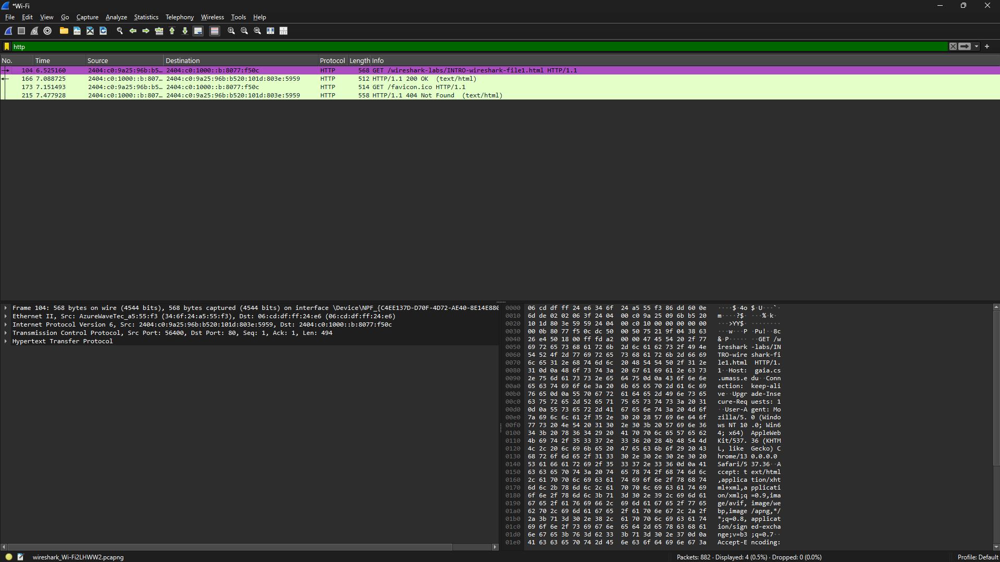 *Wi-Fi
File Edit View Go Capture Analyze Statistics Telephony Wireless Tools Help
http
No. Time Source Destination Protocol Length Info
104 6.525160 2404:c0:9a25:96b:b5… 2404:c0:1000::b:8077:f50c HTTP 568 GET /wireshark-labs/INTRO-wireshark-file1.html HTTP/1.1
166 7.088725 2404:c0:1000::b:807… 2404:c0:9a25:96b:b520:101d:803e:5959 HTTP 512 HTTP/1.1 200 OK (text/html)
173 7.151493 2404:c0:9a25:96b:b5… 2404:c0:1000::b:8077:f50c HTTP 514 GET /favicon.ico HTTP/1.1
215 7.477928 2404:c0:1000::b:807… 2404:c0:9a25:96b:b520:101d:803e:5959 HTTP 558 HTTP/1.1 404 Not Found (text/html)
Frame 104: 568 bytes on wire (4544 bits), 568 bytes captured (4544 bits) on interface \Device\NPF_{C4EE137D-D70F-4D72-AE40-8E14E880
Ethernet II, Src: AzureWaveTec_a5:55:f3 (34:6f:24:a5:55:f3), Dst: 06:cd:df:ff:24:e6 (06:cd:df:ff:24:e6)
Internet Protocol Version 6, Src: 2404:c0:9a25:96b:b520:101d:803e:5959, Dst: 2404:c0:1000::b:8077:f50c
Transmission Control Protocol, Src Port: 56400, Dst Port: 80, Seq: 1, Ack: 1, Len: 494
Hypertext Transfer Protocol
0000 06 cd df ff 24 e6 34 6f 24 a5 55 f3 86 dd 60 0e ····$·4o $·U···`·
0010 6d de 02 02 06 3f 24 04 00 c0 9a 25 09 6b b5 20 m····?$· ···%·k·
0020 10 1d 80 3e 59 59 24 04 00 c0 10 00 00 00 00 00 ···>YY$· ········
0030 00 0b 80 77 f5 0c dc 50 00 50 75 21 9f 04 38 63 ···w···P ·Pu!··8c
0040 26 e4 50 18 00 ff fd a2 00 00 47 45 54 20 2f 77 &·P····· ··GET /w
0050 69 72 65 73 68 61 72 6b 2d 6c 61 62 73 2f 49 4e ireshark -labs/IN
0060 54 52 4f 2d 77 69 72 65 73 68 61 72 6b 2d 66 69 TRO-wire shark-fi
0070 6c 65 31 2e 68 74 6d 6c 20 48 54 54 50 2f 31 2e le1.html HTTP/1.
0080 31 0d 0a 48 6f 73 74 3a 20 67 61 69 61 2e 63 73 1··Host: gaia.cs
0090 2e 75 6d 61 73 73 2e 65 64 75 0d 0a 43 6f 6e 6e .umass.e du··Conn
00a0 65 63 74 69 6f 6e 3a 20 6b 65 65 70 2d 61 6c 69 ection: keep-ali
00b0 76 65 0d 0a 55 70 67 72 61 64 65 2d 49 6e 73 65 ve··Upgr ade-Inse
00c0 63 75 72 65 2d 52 65 71 75 65 73 74 73 3a 20 31 cure-Req uests: 1
00d0 0d 0a 55 73 65 72 2d 41 67 65 6e 74 3a 20 4d 6f ··User-A gent: Mo
00e0 7a 69 6c 6c 61 2f 35 2e 30 20 28 57 69 6e 64 6f zilla/5. 0 (Windo
00f0 77 73 20 4e 54 20 31 30 2e 30 3b 20 57 69 6e 36 ws NT 10 .0; Win6
0100 34 3b 20 78 36 34 29 20 41 70 70 6c 65 57 65 62 4; x64) AppleWeb
0110 4b 69 74 2f 35 33 37 2e 33 36 20 28 4b 48 54 4d Kit/537. 36 (KHTM
0120 4c 2c 20 6c 69 6b 65 20 47 65 63 6b 6f 29 20 43 L, like Gecko) C
0130 68 72 6f 6d 65 2f 31 33 30 2e 30 2e 30 2e 30 20 hrome/13 0.0.0.0
0140 53 61 66 61 72 69 2f 35 33 37 2e 33 36 0d 0a 41 Safari/5 37.36··A
0150 63 63 65 70 74 3a 20 74 65 78 74 2f 68 74 6d 6c ccept: t ext/html
0160 2c 61 70 70 6c 69 63 61 74 69 6f 6e 2f 78 68 74 ,applica tion/xht
0170 6d 6c 2b 78 6d 6c 2c 61 70 70 6c 69 63 61 74 69 ml+xml,a pplicati
0180 6f 6e 2f 78 6d 6c 3b 71 3d 30 2e 39 2c 69 6d 61 on/xml;q =0.9,ima
0190 67 65 2f 61 76 69 66 2c 69 6d 61 67 65 2f 77 65 ge/avif, image/we
01a0 62 70 2c 69 6d 61 67 65 2f 61 70 6e 67 2c 2a 2f bp,image /apng,*/
01b0 2a 3b 71 3d 30 2e 38 2c 61 70 70 6c 69 63 61 74 *;q=0.8, applicat
01c0 69 6f 6e 2f 73 69 67 6e 65 64 2d 65 78 63 68 61 ion/sign ed-excha
01d0 6e 67 65 3b 76 3d 62 33 3b 71 3d 30 2e 37 0d 0a nge;v=b3 ;q=0.7··
01e0 41 63 63 65 70 74 2d 45 6e 63 6f 64 69 6e 67 3a Accept-E ncoding:
wireshark_Wi-Fi2LHWW2.pcapng Packets: 882 · Displayed: 4 (0.5%) · Dropped: 0 (0.0%) Profile: Default